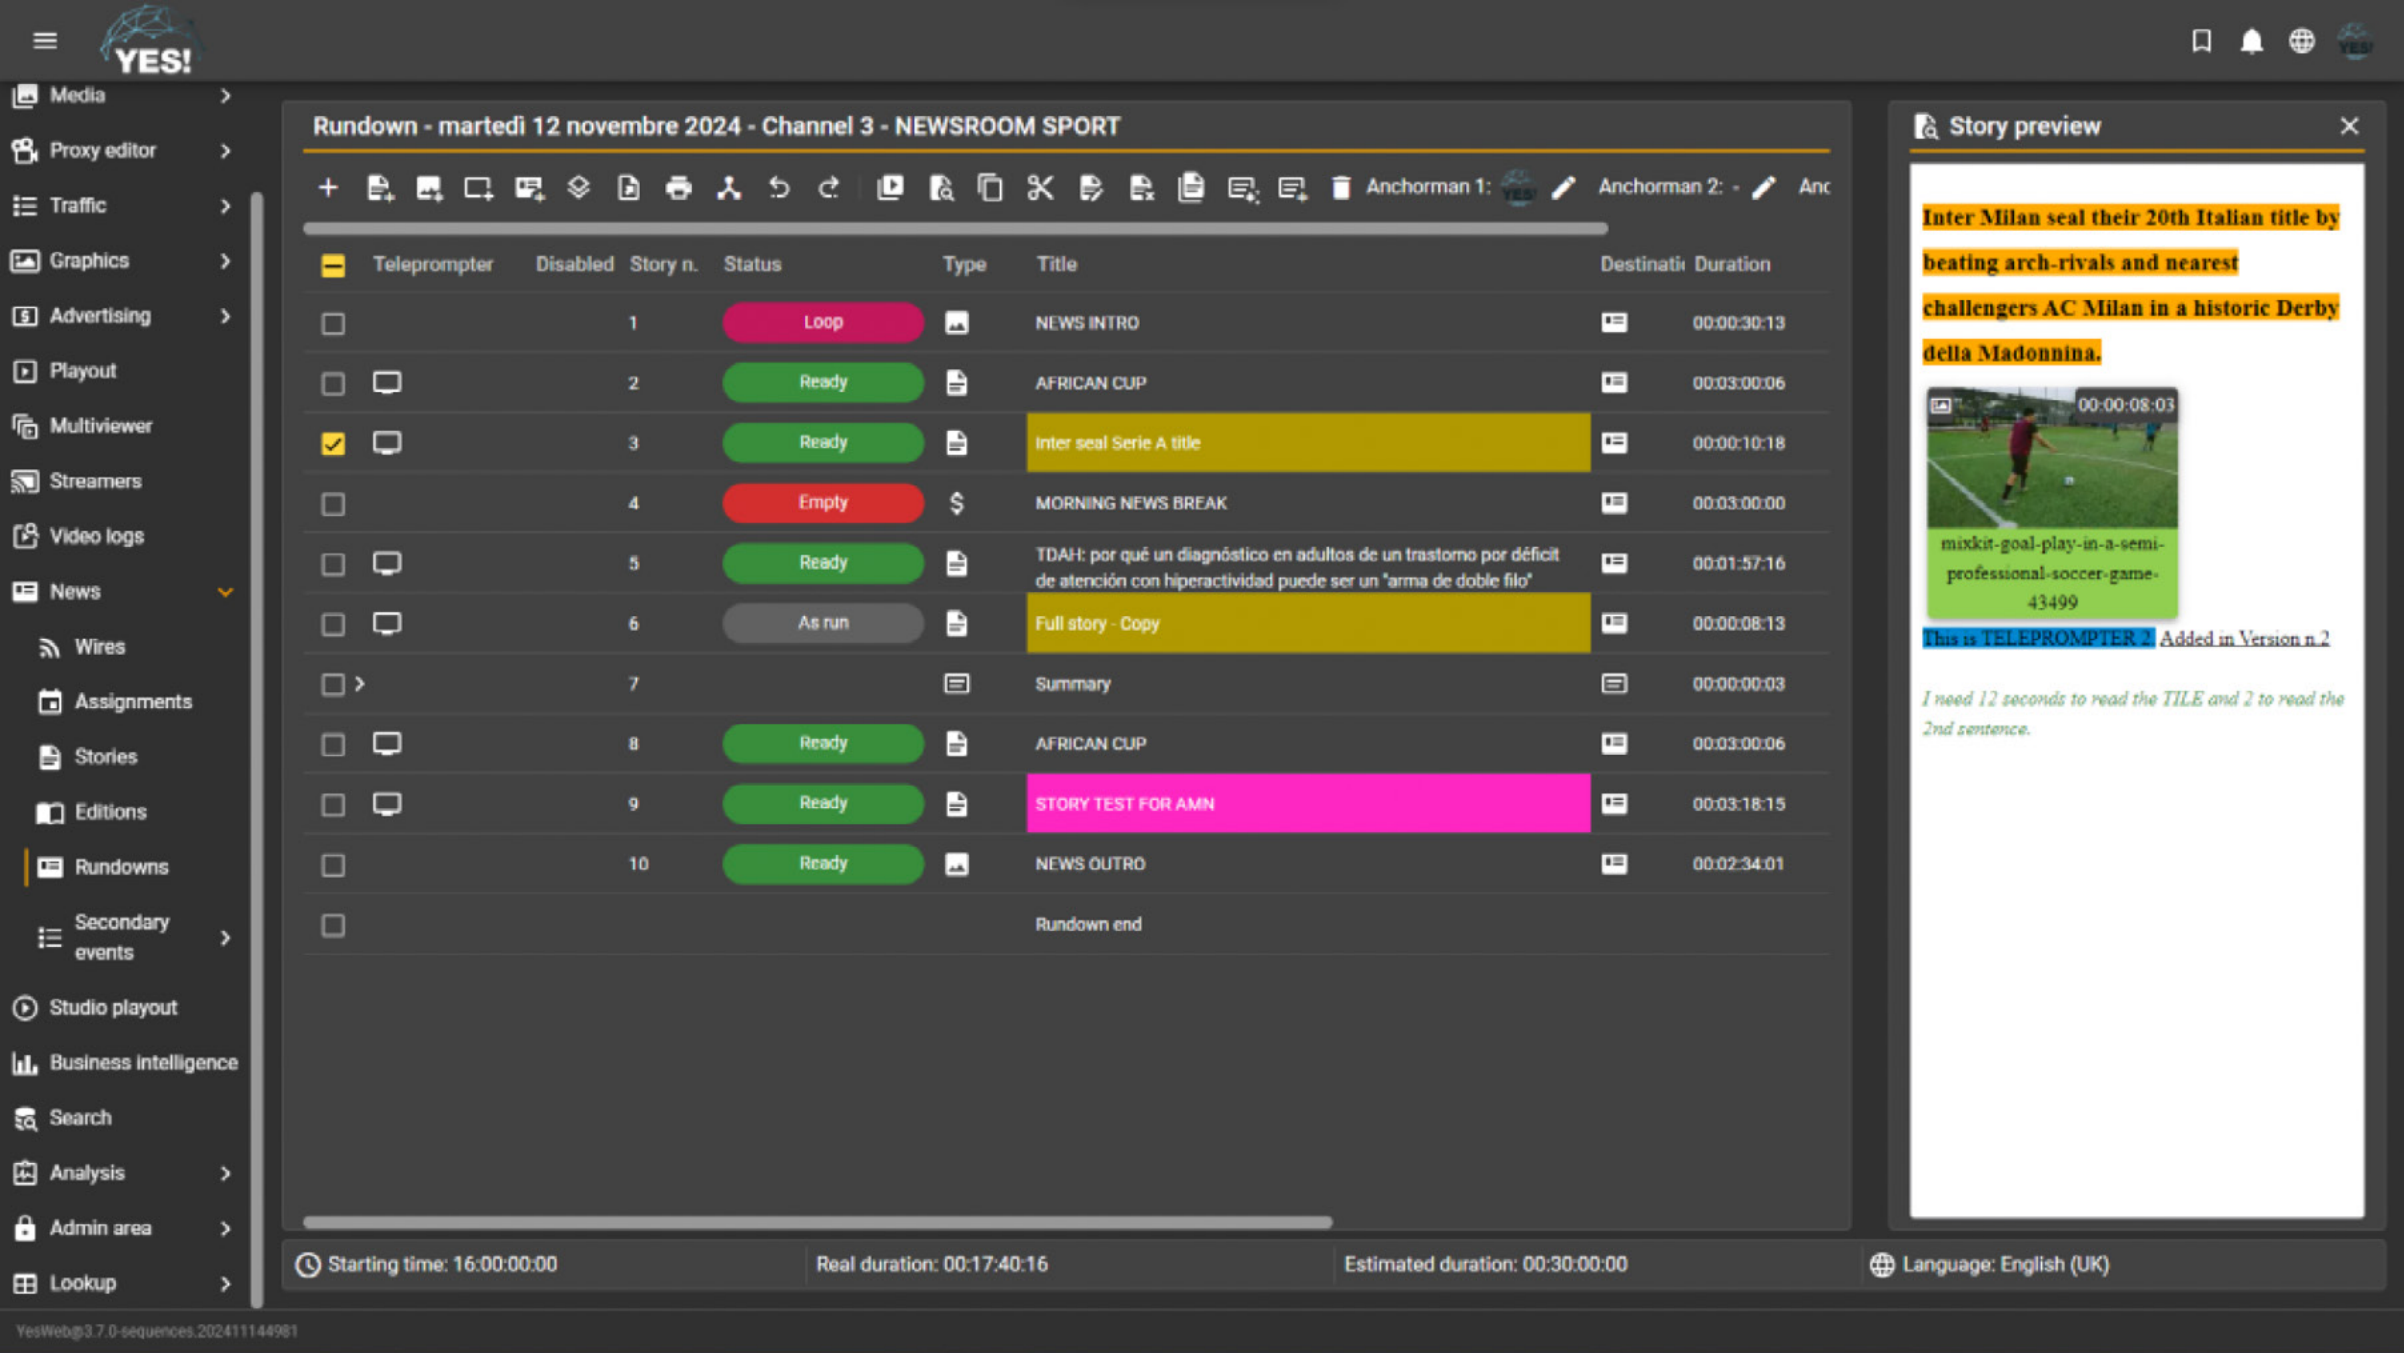 YES!
Media
Proxy editor
Traffic
Graphics
Advertising
Playout
Multiviewer
Streamers
Video logs
News
Wires
Assignments
Stories
Editions
Rundowns
Secondary
events
Studio playout
Business intelligence
Search
Analysis
Admin area
Lookup
Rundown - martedì 12 novembre 2024 - Channel 3 - NEWSROOM SPORT
Anchorman 1: YES! Anchorman 2: - Anc
Teleprompter Disabled Story n. Status Type Title Destinati Duration
1 Loop NEWS INTRO 00:00:30:13
2 Ready AFRICAN CUP 00:03:00:06
3 Ready Inter seal Serie A title 00:00:10:18
4 Empty $ MORNING NEWS BREAK 00:03:00:00
5 Ready TDAH: por qué un diagnóstico en adultos de un trastorno por déficit 00:01:57:16
de atención con hiperactividad puede ser un "arma de doble filo"
6 As run Full story - Copy 00:00:08:13
7 Summary 00:00:00:03
8 Ready AFRICAN CUP 00:03:00:06
9 Ready STORY TEST FOR AMN 00:03:18:15
10 Ready NEWS OUTRO 00:02:34:01
Rundown end
Starting time: 16:00:00:00 Real duration: 00:17:40:16 Estimated duration: 00:30:00:00 Language: English (UK)
Story preview
Inter Milan seal their 20th Italian title by
beating arch-rivals and nearest
challengers AC Milan in a historic Derby
della Madonnina.
00:00:08:03
mixkit-goal-play-in-a-semi-
professional-soccer-game-
43499
This is TELEPROMPTER 2 Added in Version n.2
I need 12 seconds to read the TILE and 2 to read the
2nd sentence.
YesWeb@3.7.0-sequences.202411144981